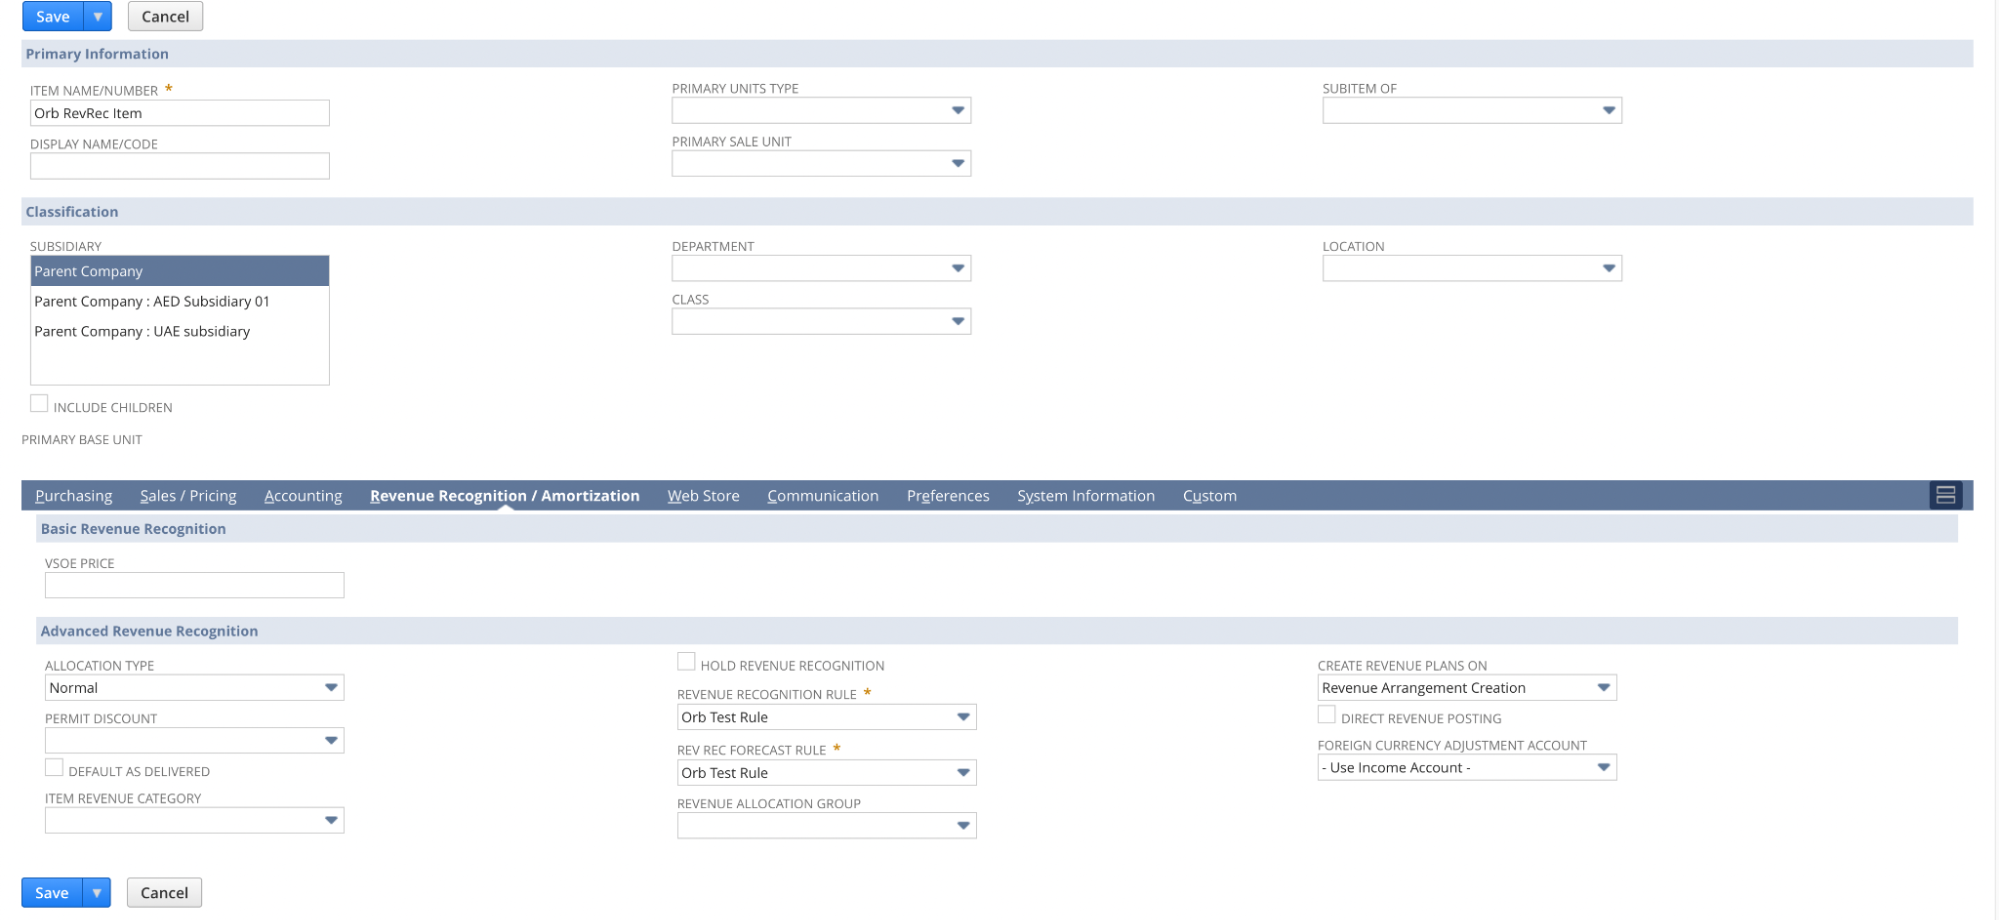 Save ▼ Cancel
Primary Information
ITEM NAME/NUMBER *
Orb RevRec Item
DISPLAY NAME/CODE
PRIMARY UNITS TYPE
PRIMARY SALE UNIT
SUBITEM OF
Classification
SUBSIDIARY
Parent Company
Parent Company : AED Subsidiary 01
Parent Company : UAE subsidiary
INCLUDE CHILDREN
DEPARTMENT
CLASS
LOCATION
PRIMARY BASE UNIT
Purchasing Sales / Pricing Accounting Revenue Recognition / Amortization Web Store Communication Preferences System Information Custom
Basic Revenue Recognition
VSOE PRICE
Advanced Revenue Recognition
ALLOCATION TYPE
Normal
PERMIT DISCOUNT
DEFAULT AS DELIVERED
ITEM REVENUE CATEGORY
HOLD REVENUE RECOGNITION
REVENUE RECOGNITION RULE *
Orb Test Rule
REV REC FORECAST RULE *
Orb Test Rule
REVENUE ALLOCATION GROUP
CREATE REVENUE PLANS ON
Revenue Arrangement Creation
DIRECT REVENUE POSTING
FOREIGN CURRENCY ADJUSTMENT ACCOUNT
- Use Income Account -
Save ▼ Cancel